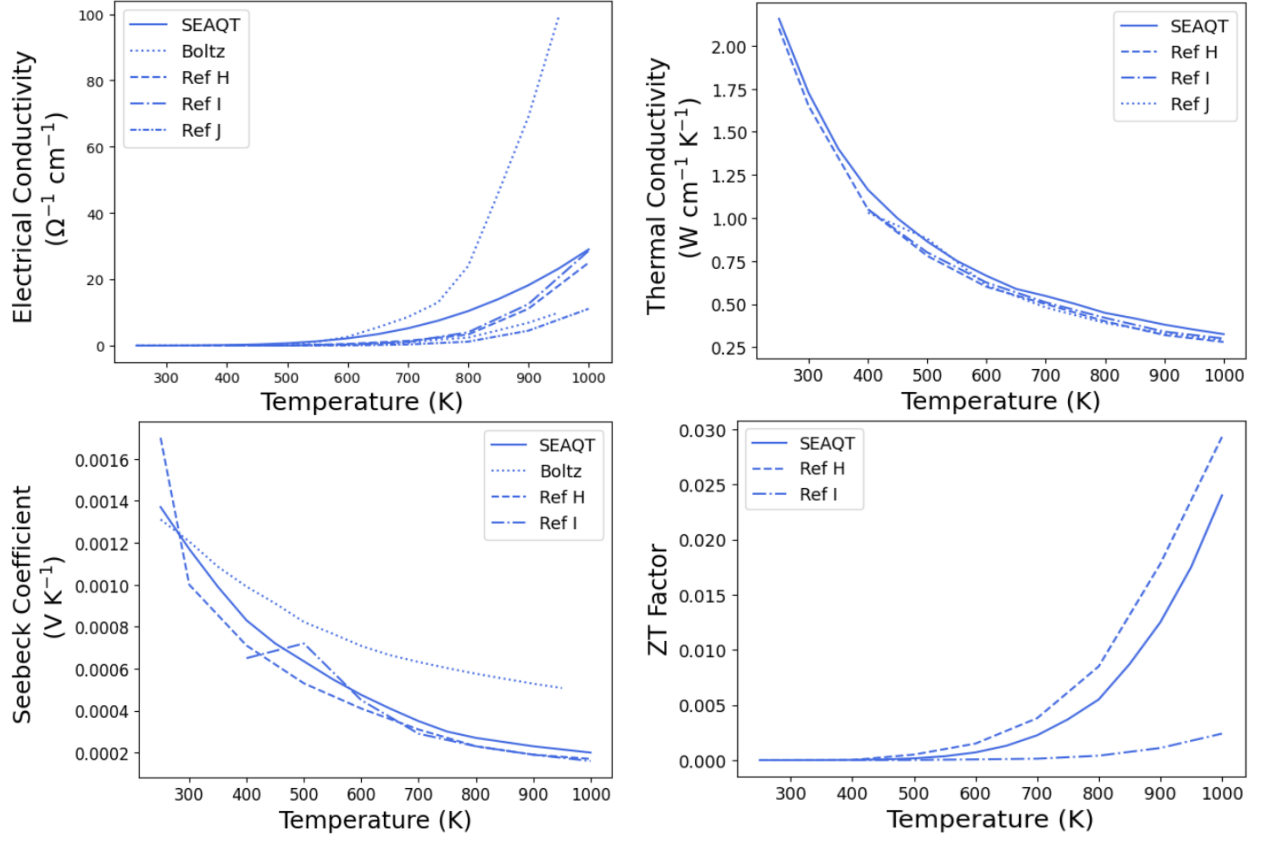 Electrical Conductivity
(Ω⁻¹ cm⁻¹)
100
80
60
40
20
0
SEAQT
Boltz
Ref H
Ref I
Ref J
300 400 500 600 700 800 900 1000
Temperature (K)
Thermal Conductivity
(W cm⁻¹ K⁻¹)
2.00
1.75
1.50
1.25
1.00
0.75
0.50
0.25
SEAQT
Ref H
Ref I
Ref J
300 400 500 600 700 800 900 1000
Temperature (K)
Seebeck Coefficient
(V K⁻¹)
0.0016
0.0014
0.0012
0.0010
0.0008
0.0006
0.0004
0.0002
SEAQT
Boltz
Ref H
Ref I
300 400 500 600 700 800 900 1000
Temperature (K)
ZT Factor
0.030
0.025
0.020
0.015
0.010
0.005
0.000
SEAQT
Ref H
Ref I
300 400 500 600 700 800 900 1000
Temperature (K)